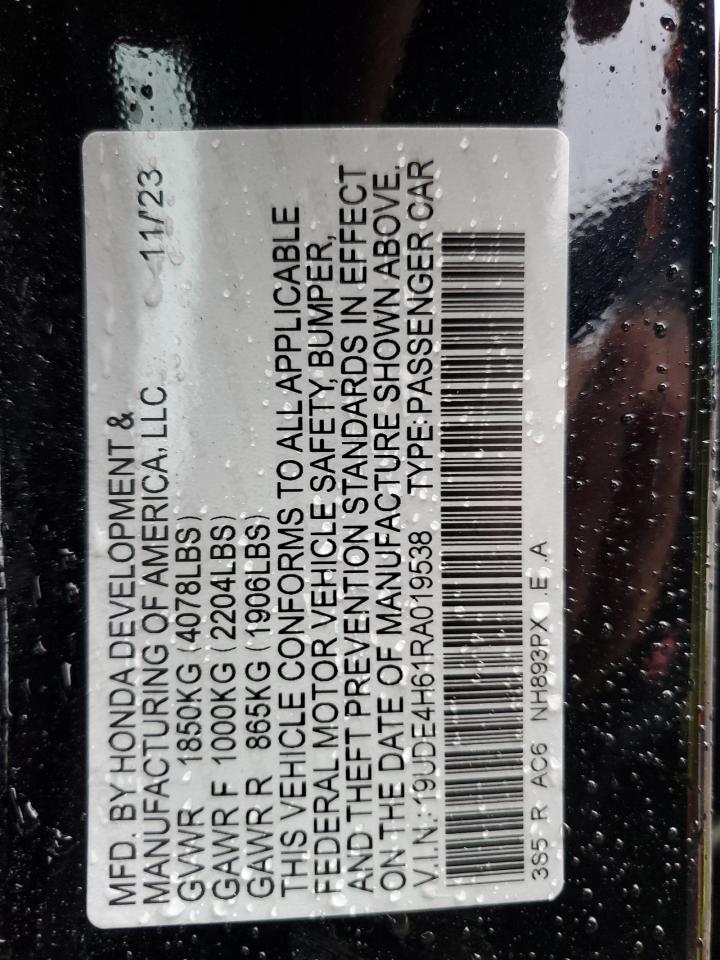 MFD. BY HONDA DEVELOPMENT &
MANUFACTURING OF AMERICA, LLC 11/23
GVWR 1850KG (4078LBS)
GAWR F 1000KG (2204LBS)
GAWR R 865KG (1906LBS)
THIS VEHICLE CONFORMS TO ALL APPLICABLE
FEDERAL MOTOR VEHICLE SAFETY, BUMPER,
AND THEFT PREVENTION STANDARDS IN EFFECT
ON THE DATE OF MANUFACTURE SHOWN ABOVE.
V.I.N.:19UDE4H61RA019538 TYPE:PASSENGER CAR
3S5 R AC6 NH893PX . E . A